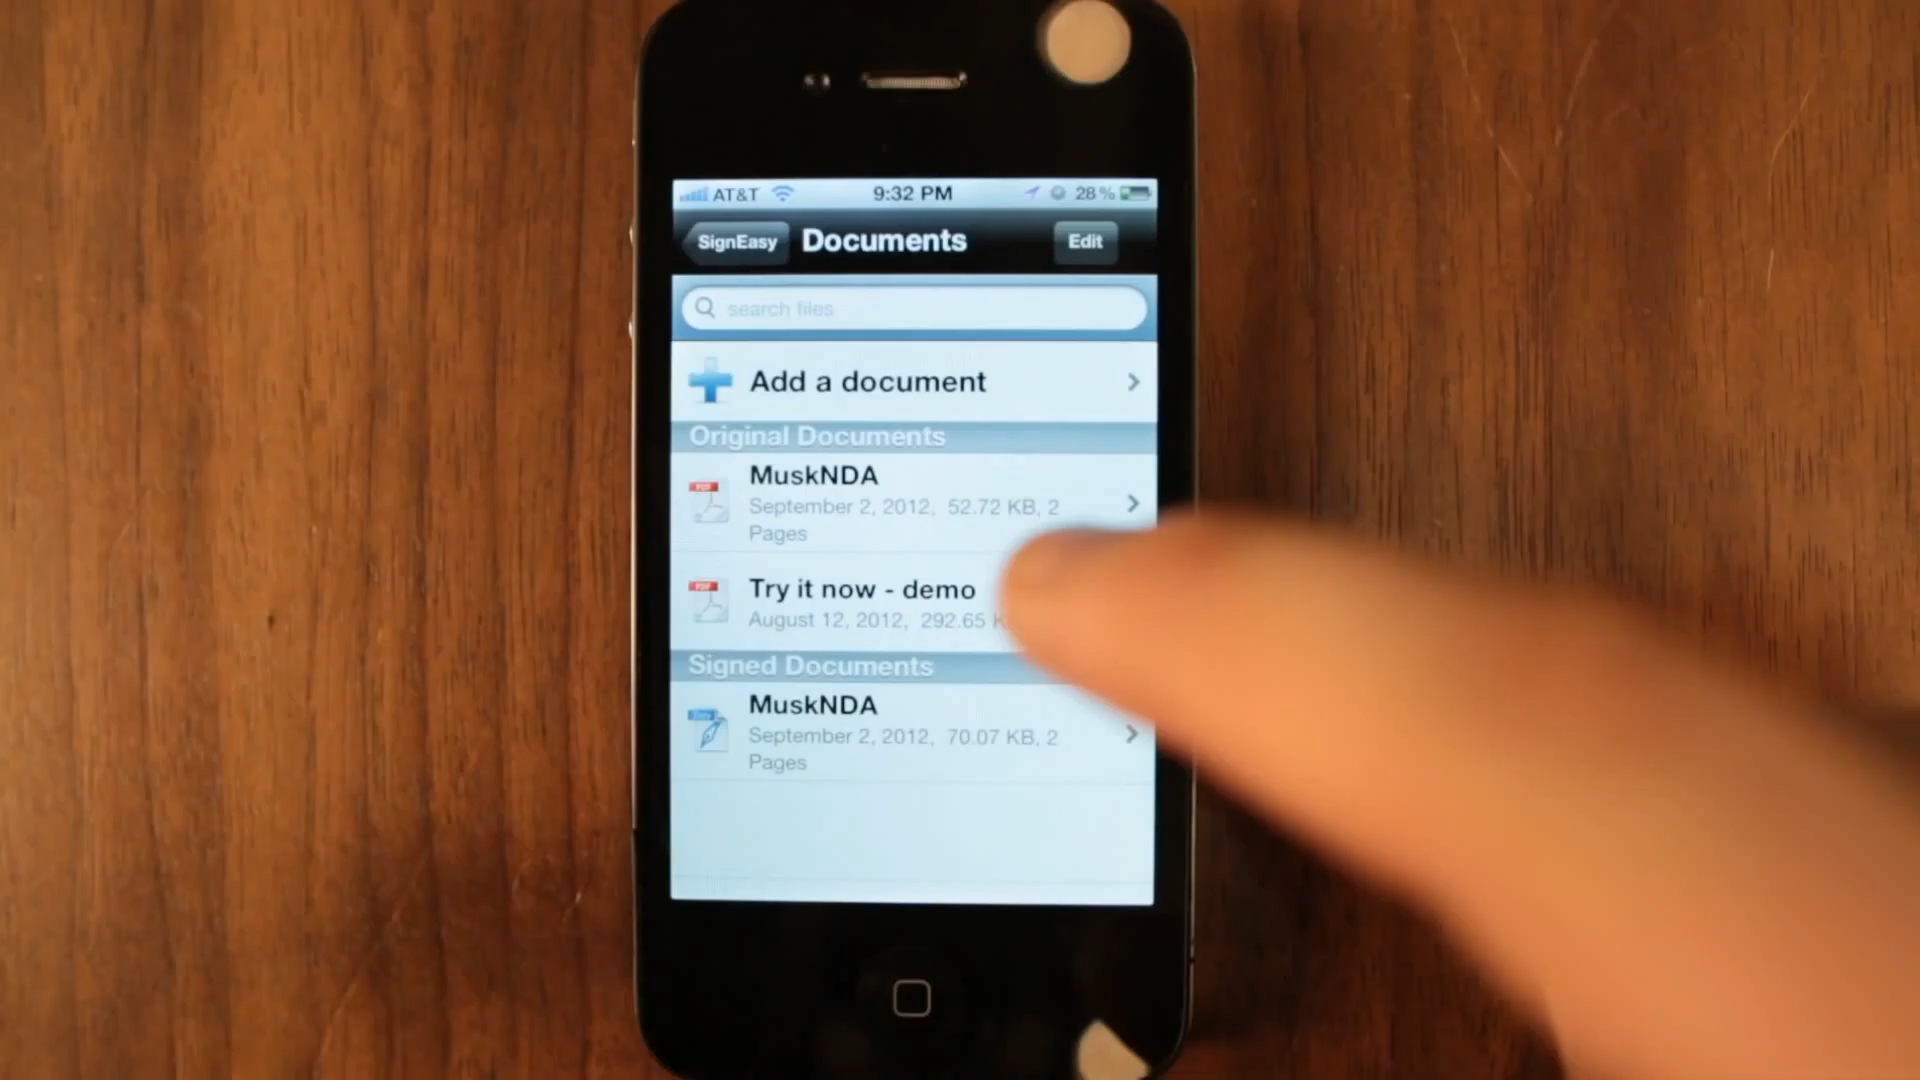 AT&T 9:32 PM 28%
SignEasy Documents Edit
search files
Add a document
Original Documents
PDF
MuskNDA
September 2, 2012, 52.72 KB, 2
Pages
PDF
Try it now - demo
August 12, 2012, 292.65
Signed Documents
MuskNDA
September 2, 2012, 70.07 KB, 2
Pages